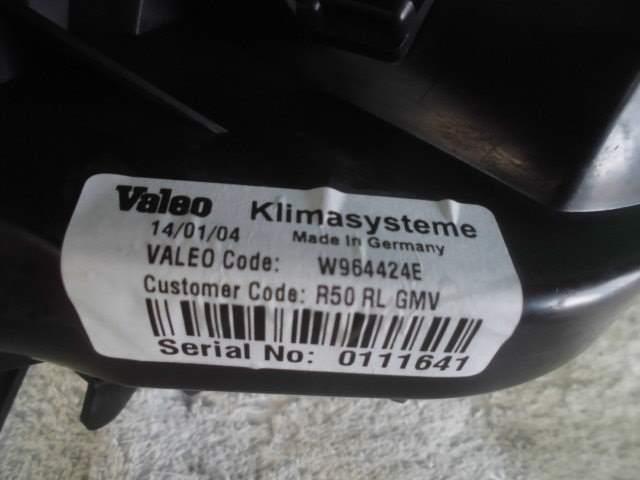 Valeo Klimasysteme
14/01/04 Made In Germany
VALEO Code: W964424E
Customer Code: R50 RL GMV
Serial No: 0111641